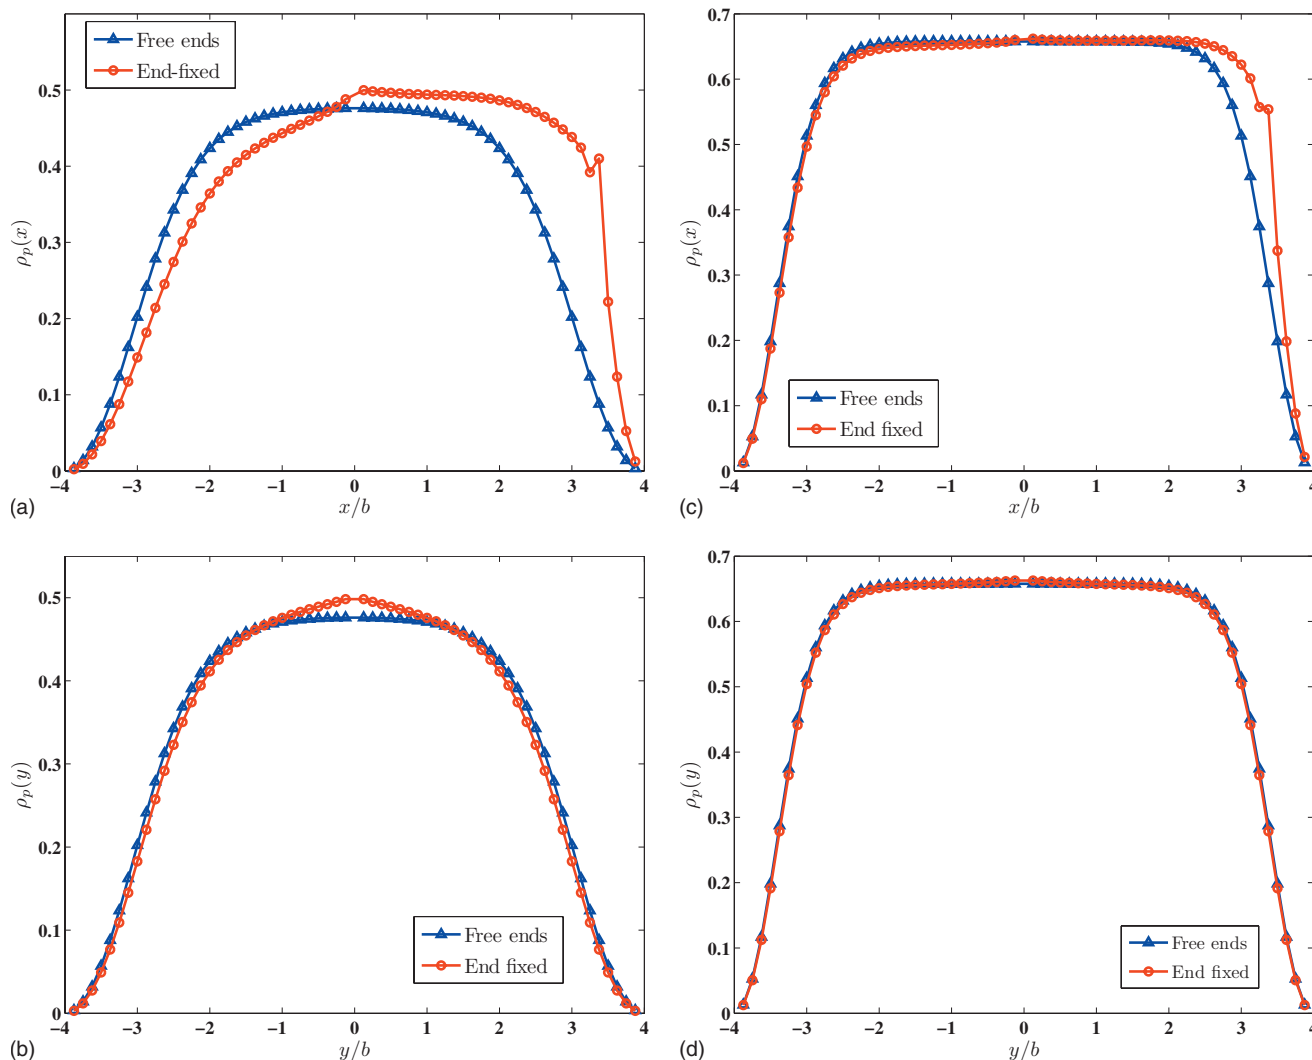 Free ends
End-fixed
0.5
0.4
0.3
0.2
0.1
0
ρp(x)
−4 −3 −2 −1 0 1 2 3 4
x/b
(a)
0.7
0.6
0.5
0.4
0.3
0.2
0.1
0
ρp(x)
Free ends
End fixed
−4 −3 −2 −1 0 1 2 3 4
x/b
(c)
0.5
0.4
0.3
0.2
0.1
0
ρp(y)
Free ends
End fixed
−4 −3 −2 −1 0 1 2 3 4
y/b
(b)
0.7
0.6
0.5
0.4
0.3
0.2
0.1
0
ρp(y)
Free ends
End fixed
−4 −3 −2 −1 0 1 2 3 4
y/b
(d)